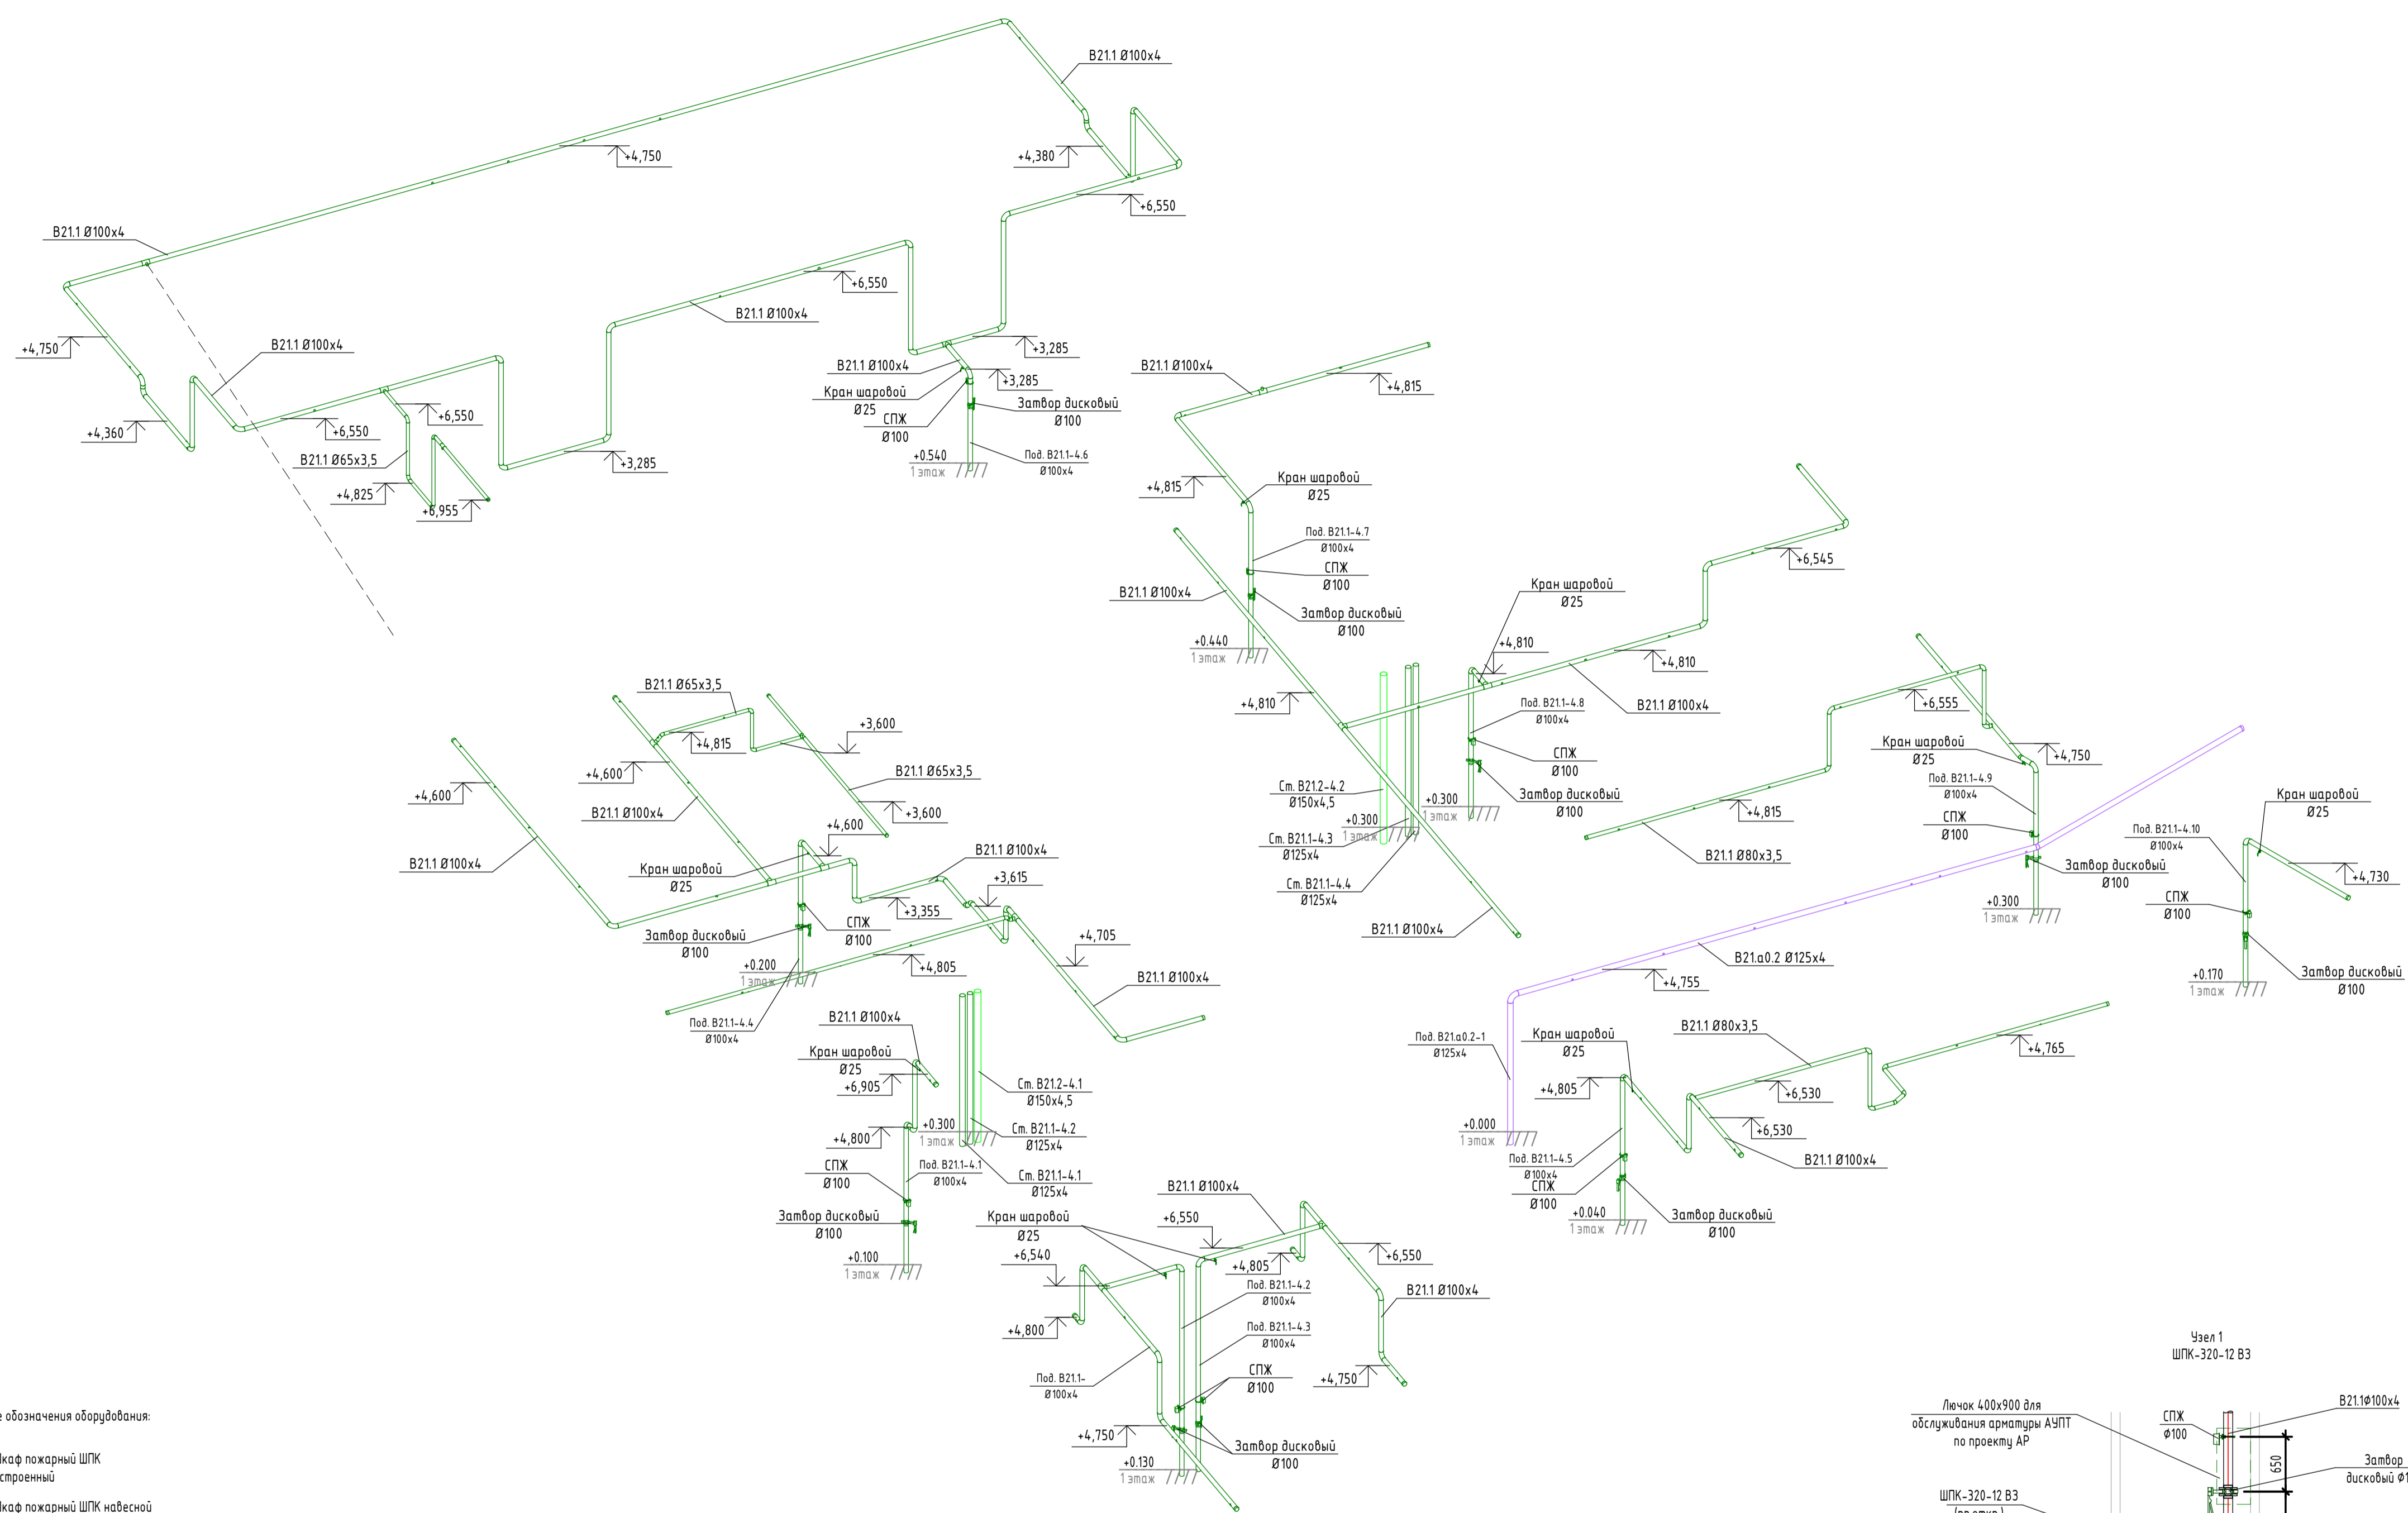 В21.1 Ø100х4
+4,750
+4,380
+6,550
В21.1 Ø100х4
+6,550
В21.1 Ø100х4
+4,750
В21.1 Ø100х4
+3,285
В21.1 Ø100х4
+3,285
Кран шаровой
Ø25
СПЖ
Ø100
Затвор дисковый
Ø100
+6,550
+4,360
+6,550
В21.1 Ø65х3,5
+3,285
+4,825
+6,955
+0.540
1 этаж
Под. В21.1-4.6
Ø100х4
В21.1 Ø100х4
+4,815
+4,815
Кран шаровой
Ø25
Под. В21.1-4.7
Ø100х4
СПЖ
Ø100
В21.1 Ø100х4
Затвор дисковый
Ø100
+0.440
1 этаж
Кран шаровой
Ø25
+6,545
+4,810
+4,810
+4,810
В21.1 Ø100х4
Под. В21.1-4.8
Ø100х4
СПЖ
Ø100
Затвор дисковый
Ø100
+0.300
1 этаж
Ст. В21.2-4.2
Ø150х4,5
+0.300
1 этаж
Ст. В21.1-4.3
Ø125х4
Ст. В21.1-4.4
Ø125х4
В21.1 Ø100х4
+6,555
Кран шаровой
Ø25
+4,750
Под. В21.1-4.9
Ø100х4
СПЖ
Ø100
+4,815
В21.1 Ø80х3,5
Затвор дисковый
Ø100
+0.300
1 этаж
Кран шаровой
Ø25
Под. В21.1-4.10
Ø100х4
+4,730
СПЖ
Ø100
+0.170
1 этаж
Затвор дисковый
Ø100
В21.а0.2 Ø125х4
+4,755
Под. В21.а0.2-1
Ø125х4
+0.000
1 этаж
В21.1 Ø65х3,5
+4,815
+3,600
+4,600
+4,600
В21.1 Ø65х3,5
В21.1 Ø100х4
+3,600
+4,600
В21.1 Ø100х4
Кран шаровой
Ø25
В21.1 Ø100х4
+3,615
+3,355
СПЖ
Ø100
Затвор дисковый
Ø100
+4,705
+0.200
1 этаж
+4,805
В21.1 Ø100х4
Под. В21.1-4.4
Ø100х4
В21.1 Ø100х4
Кран шаровой
Ø25
+6,905
Ст. В21.2-4.1
Ø150х4,5
+0.300
1 этаж
Ст. В21.1-4.2
Ø125х4
+4,800
СПЖ
Ø100
Под. В21.1-4.1
Ø100х4
Ст. В21.1-4.1
Ø125х4
Затвор дисковый
Ø100
+0.100
1 этаж
Кран шаровой
Ø25
В21.1 Ø80х3,5
+4,765
+4,805
+6,530
+6,530
Под. В21.1-4.5
Ø100х4
СПЖ
Ø100
В21.1 Ø100х4
+0.040
1 этаж
Затвор дисковый
Ø100
В21.1 Ø100х4
Кран шаровой
Ø25
+6,550
+6,540
+4,805
+6,550
Под. В21.1-4.2
Ø100х4
В21.1 Ø100х4
+4,800
Под. В21.1-4.3
Ø100х4
Под. В21.1-
Ø100х4
СПЖ
Ø100
+4,750
+4,750
Затвор дисковый
Ø100
+0.130
1 этаж
е обозначения оборудования:
каф пожарный ШПК
строенный
каф пожарный ШПК навесной
Узел 1
ШПК-320-12 ВЗ
Лючок 400х900 для
обслуживания арматуры АУПТ
по проекту АР
СПЖ
ф100
В21.1ф100х4
650
Затвор
дисковый ф1
ШПК-320-12 ВЗ